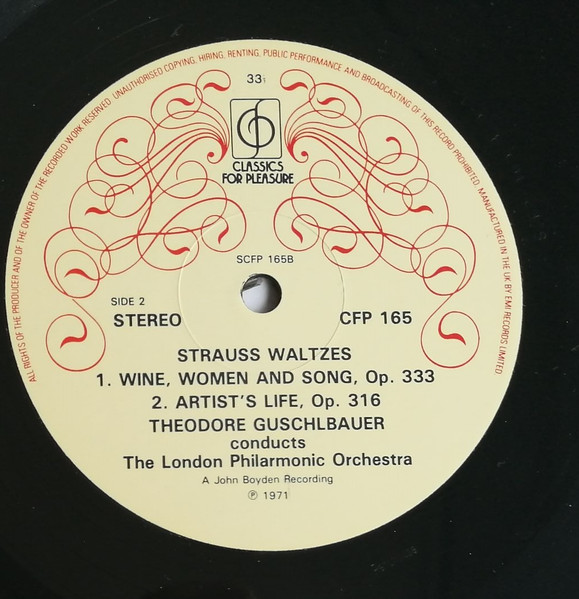 ALL RIGHTS OF THE PRODUCER AND OF THE OWNER OF THE RECORDED WORK RESERVED. UNAUTHORISED COPYING, HIRING, RENTING, PUBLIC PERFORMANCE AND BROADCASTING OF THIS RECORD PROHIBITED. MANUFACTURED IN THE UK BY EMI RECORDS LIMITED
33⅓
CLASSICS
FOR PLEASURE
SCFP 165B
SIDE 2
STEREO
CFP 165
STRAUSS WALTZES
1. WINE, WOMEN AND SONG, Op. 333
2. ARTIST'S LIFE, Op. 316
THEODORE GUSCHLBAUER
conducts
The London Philarmonic Orchestra
A John Boyden Recording
℗ 1971